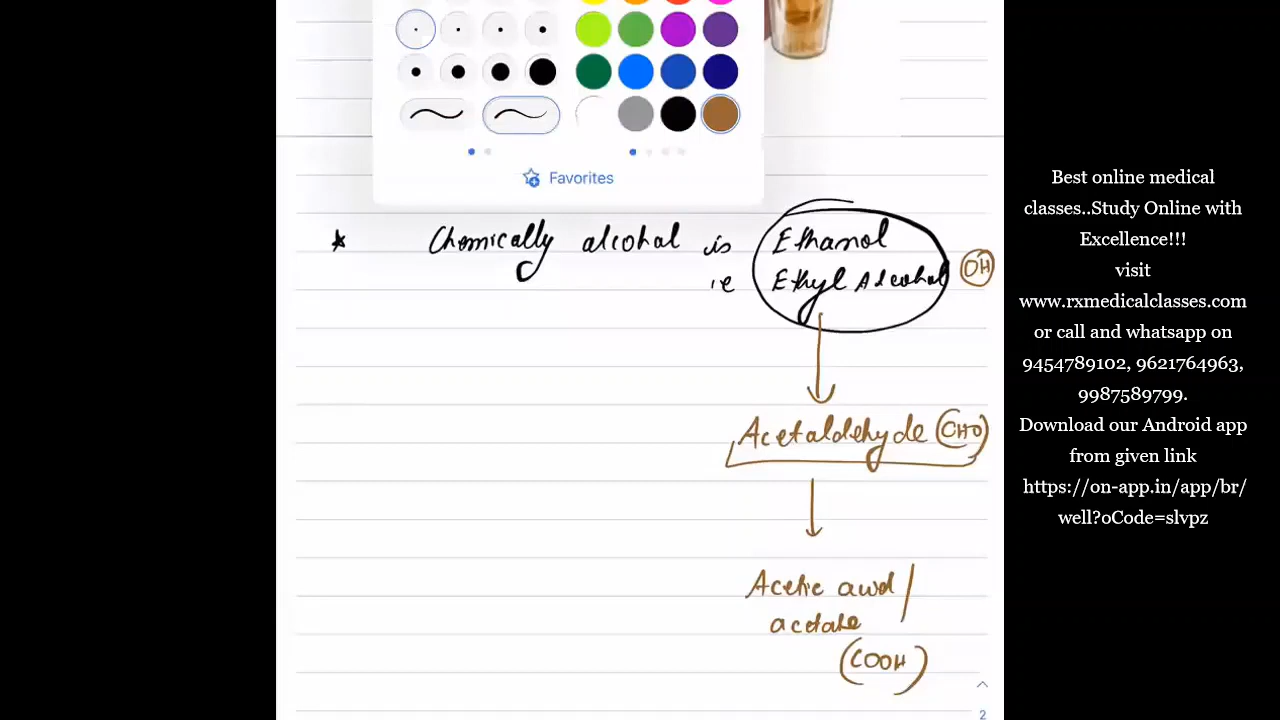 Favorites
* Chemically alcohol is Ethanol
ie Ethyl Alcohol OH
Acetaldehyde (CHO)
Acetic acid /
acetate
(COOH)
2
Best online medical
classes..Study Online with
Excellence!!!
visit
www.rxmedicalclasses.com
or call and whatsapp on
9454789102, 9621764963,
9987589799.
Download our Android app
from given link
https://on-app.in/app/br/
well?oCode=slvpz